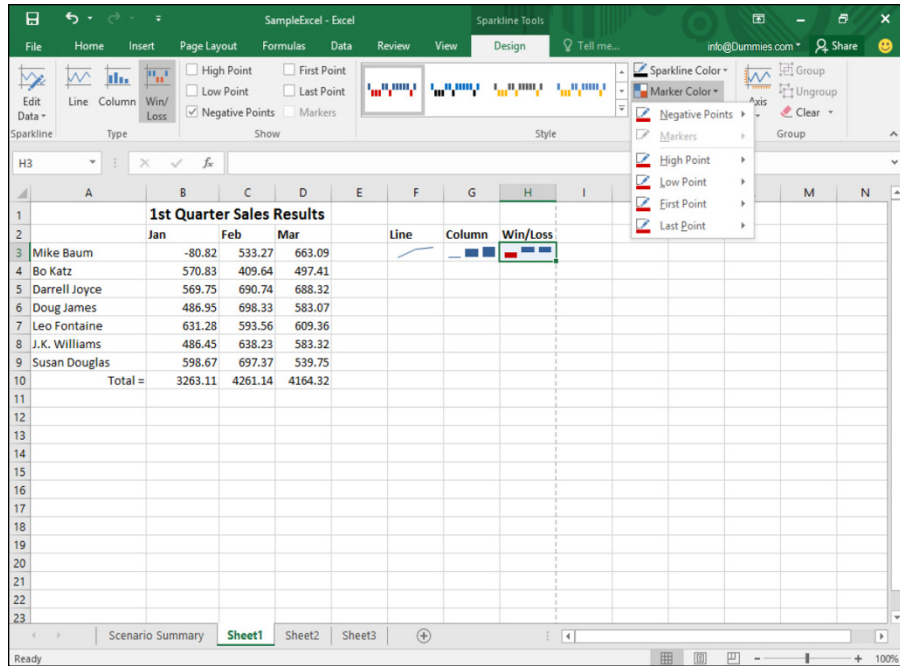 SampleExcel - Excel
Sparkline Tools
File Home Insert Page Layout Formulas Data Review View Design Tell me... info@Dummies.com Share
Edit Data
Line
Column
Win/ Loss
High Point
Low Point
Negative Points
First Point
Last Point
Markers
Sparkline Color
Marker Color
Axis
Group
Ungroup
Clear
Sparkline Type Show Style Group
Negative Points
Markers
High Point
Low Point
First Point
Last Point
H3 fx
A B C D E F G H I M N
1 1st Quarter Sales Results
2 Jan Feb Mar Line Column Win/Loss
3 Mike Baum -80.82 533.27 663.09
4 Bo Katz 570.83 409.64 497.41
5 Darrell Joyce 569.75 690.74 688.32
6 Doug James 486.95 698.33 583.07
7 Leo Fontaine 631.28 593.56 609.36
8 J.K. Williams 486.45 638.23 583.32
9 Susan Douglas 598.67 697.37 539.75
10 Total = 3263.11 4261.14 4164.32
11
12
13
14
15
16
17
18
19
20
21
22
23
Scenario Summary Sheet1 Sheet2 Sheet3
Ready 100%